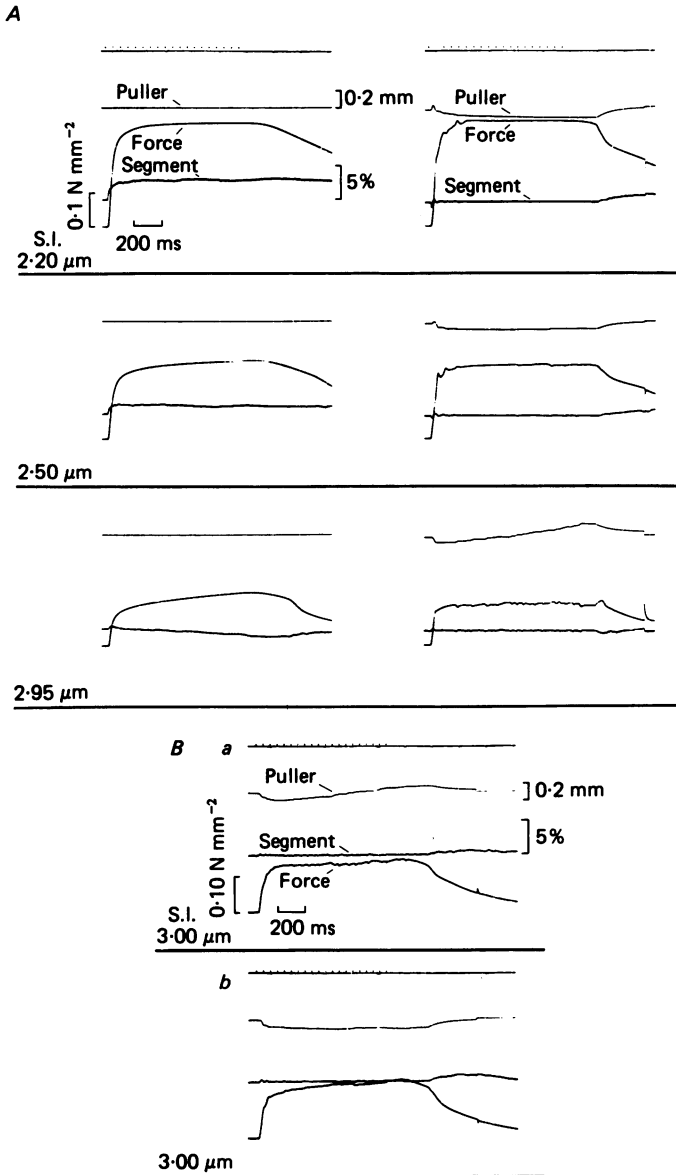 A
Puller
0·2 mm
Force
Segment
5%
0·1 N mm⁻²
200 ms
Puller
Force
Segment
S.l.
2·20 μm
2·50 μm
2·95 μm
B a
Puller
0·2 mm
Segment
5%
Force
0·10 N mm⁻²
200 ms
S.l.
3·00 μm
b
3·00 μm